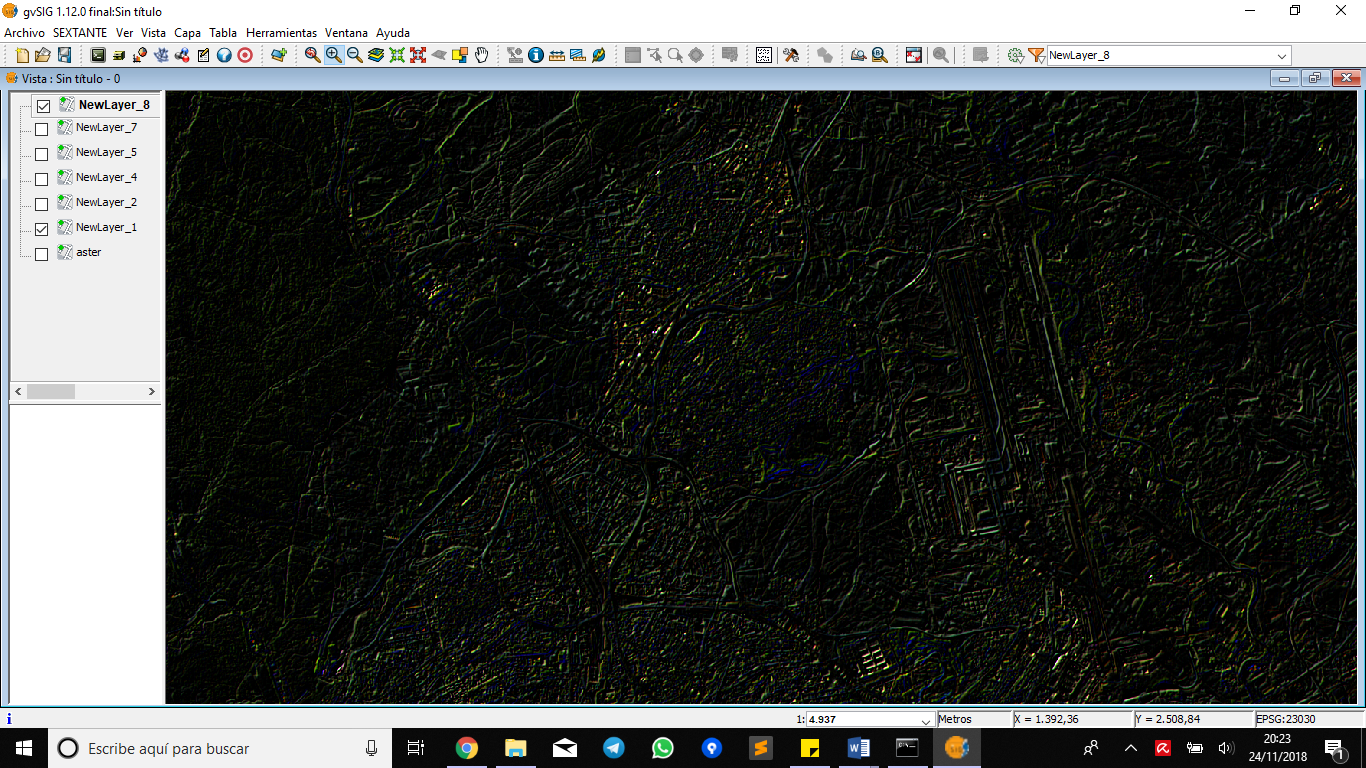 gvSIG 1.12.0 final:Sin título
Archivo SEXTANTE Ver Vista Capa Tabla Herramientas Ventana Ayuda
NewLayer_8
Vista : Sin título - 0
NewLayer_8
NewLayer_7
NewLayer_5
NewLayer_4
NewLayer_2
NewLayer_1
aster
1: 4.937 Metros X = 1.392,36 Y = 2.508,84 EPSG:23030
Escribe aquí para buscar
20:23
24/11/2018
1